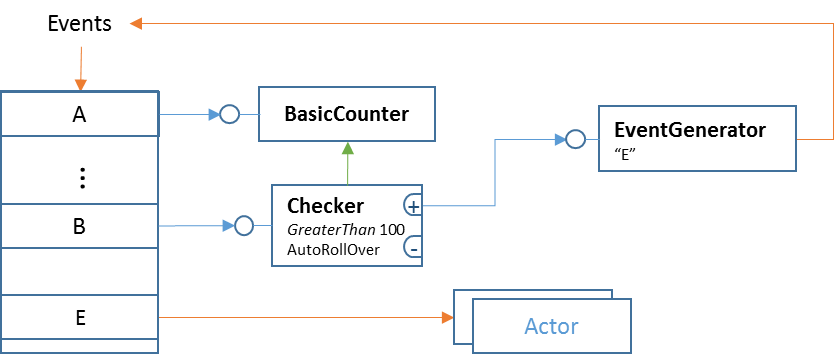 Events
A
BasicCounter
EventGenerator
“E”
⋮
B
Checker
+
GreaterThan 100
AutoRollOver
-
E
Actor